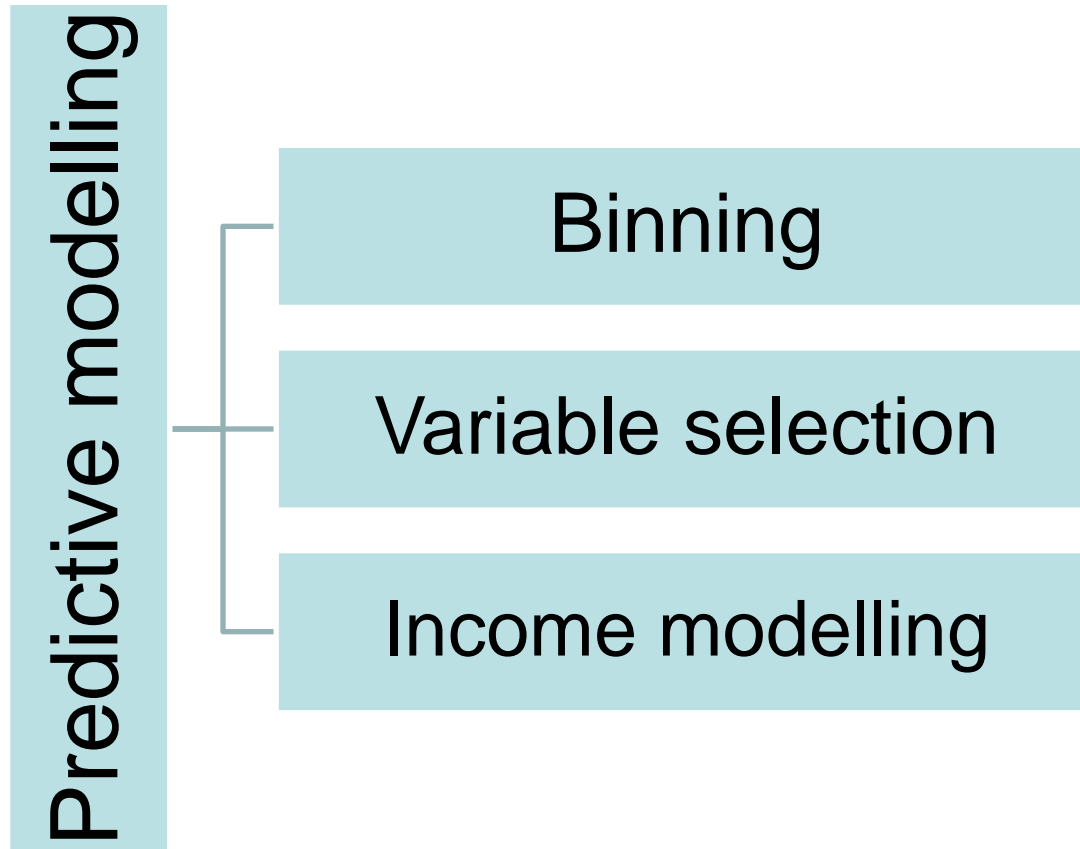 Predictive modelling
Binning
Variable selection
Income modelling